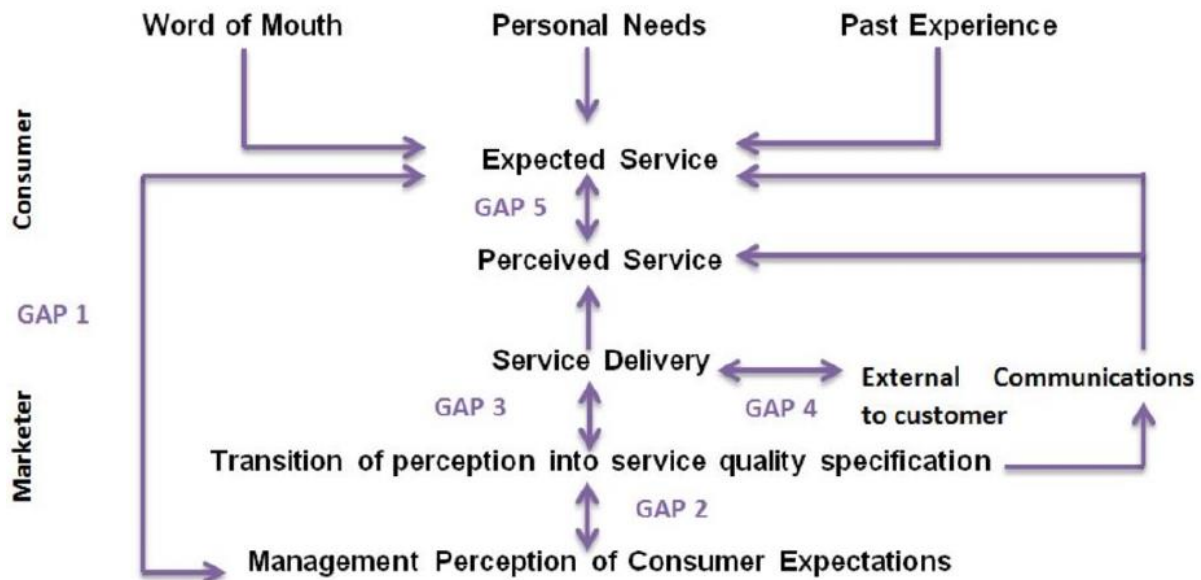 Word of Mouth
Personal Needs
Past Experience
Consumer
Expected Service
GAP 5
Perceived Service
GAP 1
Service Delivery
GAP 3
GAP 4
External Communications
to customer
Marketer
Transition of perception into service quality specification
GAP 2
Management Perception of Consumer Expectations